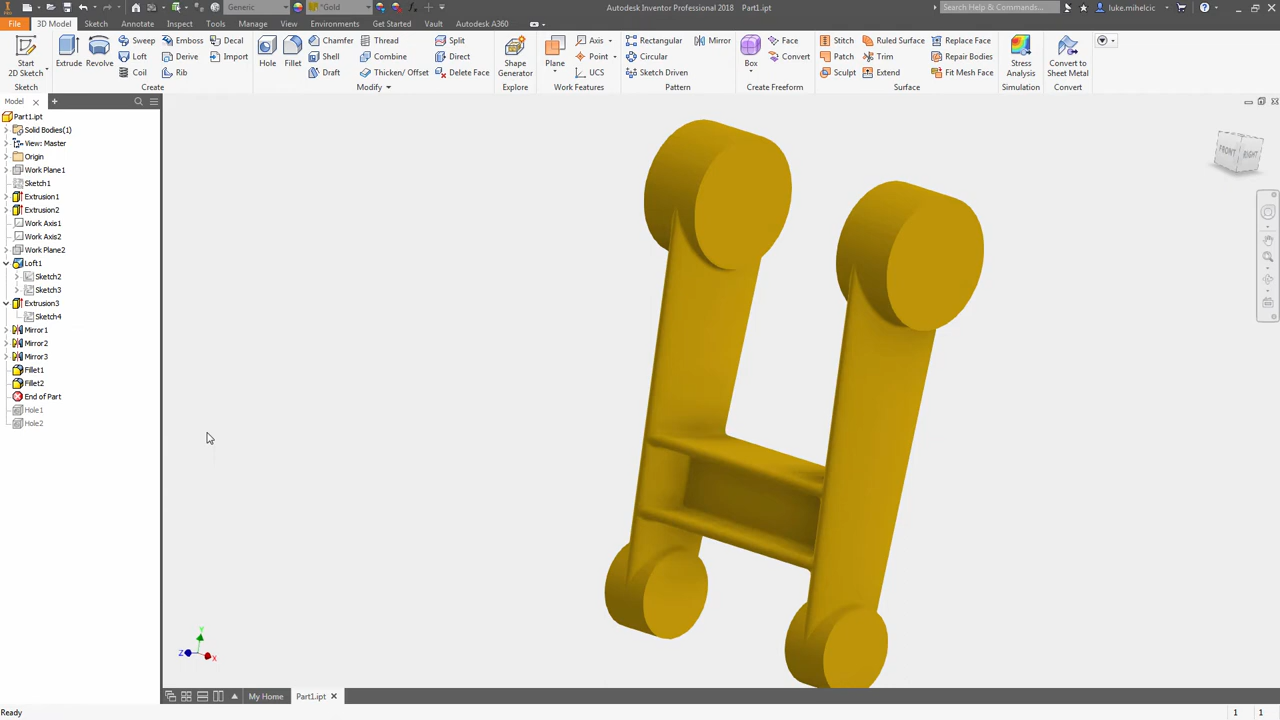 Generic
*Gold
Autodesk Inventor Professional 2018 Part1.ipt
Search Help & Commands...
luke.mihelcic
File 3D Model Sketch Annotate Inspect Tools Manage View Environments Get Started Vault Autodesk A360
Start
2D Sketch
Sketch
Extrude
Revolve
Sweep
Loft
Coil
Emboss
Derive
Rib
Decal
Import
Create
Hole
Fillet
Chamfer
Shell
Draft
Thread
Combine
Thicken/ Offset
Split
Direct
Delete Face
Modify
Shape
Generator
Explore
Plane
Axis
Point
UCS
Work Features
Rectangular
Circular
Sketch Driven
Mirror
Pattern
Box
Face
Convert
Create Freeform
Stitch
Patch
Sculpt
Ruled Surface
Trim
Extend
Replace Face
Repair Bodies
Fit Mesh Face
Surface
Stress
Analysis
Simulation
Convert to
Sheet Metal
Convert
Model
Part1.ipt
Solid Bodies(1)
View: Master
Origin
Work Plane1
Sketch1
Extrusion1
Extrusion2
Work Axis1
Work Axis2
Work Plane2
Loft1
Sketch2
Sketch3
Extrusion3
Sketch4
Mirror1
Mirror2
Mirror3
Fillet1
Fillet2
End of Part
Hole1
Hole2
FRONT RIGHT
Y
Z
X
My Home Part1.ipt
Ready 1 1